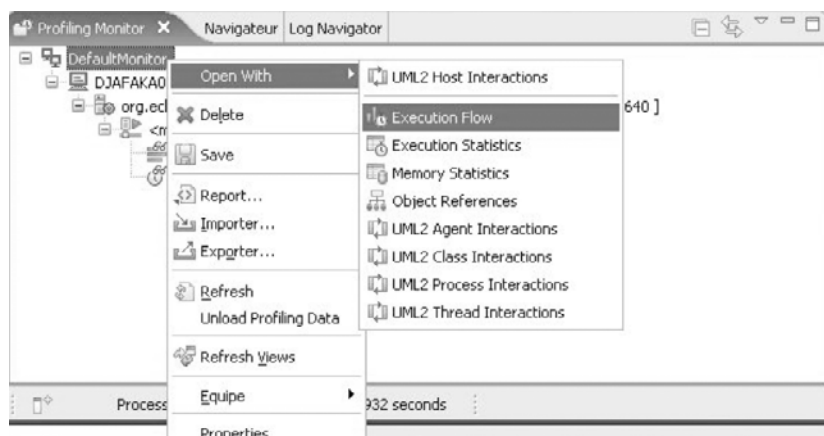 Profiling Monitor Navigateur Log Navigator
DefaultMonitor
DJAFAKA0
org.ecl
640 ]
<m
Open With
Delete
Save
Report...
Importer...
Exporter...
Refresh
Unload Profiling Data
Refresh Views
Equipe
Properties
UML2 Host Interactions
Execution Flow
Execution Statistics
Memory Statistics
Object References
UML2 Agent Interactions
UML2 Class Interactions
UML2 Process Interactions
UML2 Thread Interactions
Process
932 seconds